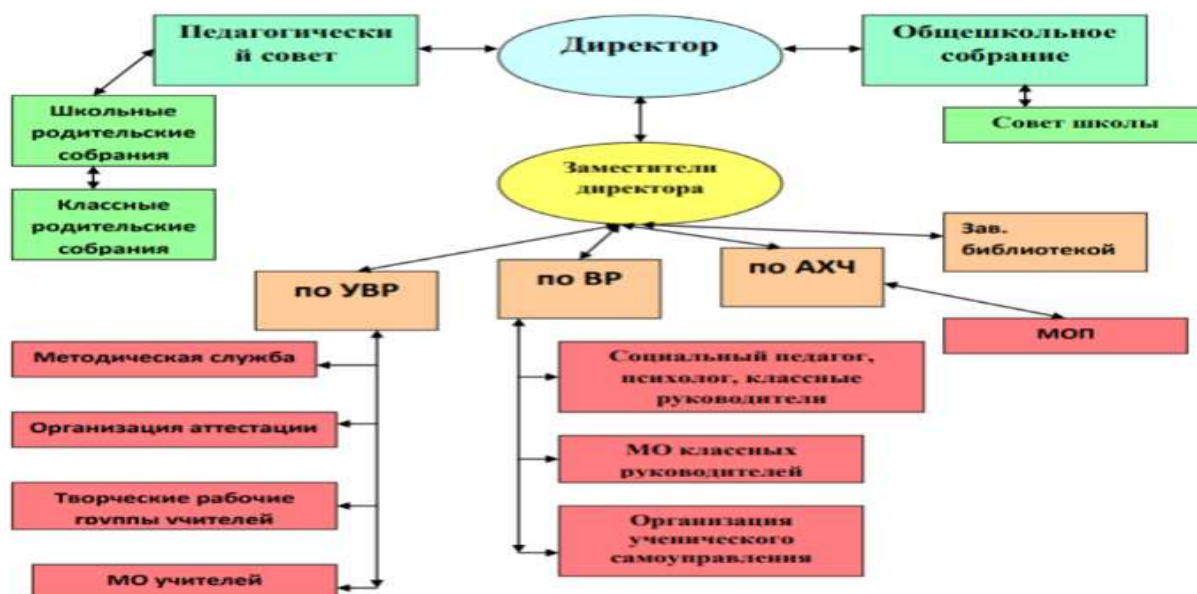 Педагогически
й совет
Директор
Общешкольное
собрание
Школьные
родительские
собрания
Совет школы
Заместители
директора
Классные
родительские
собрания
Зав.
библиотекой
по УВР
по ВР
по АХЧ
МОП
Методическая служба
Социальный педагог,
психолог, классные
руководители
Организация аттестации
МО классных
руководителей
Творческие рабочие
группы учителей
Организация
ученического
самоуправления
МО учителей